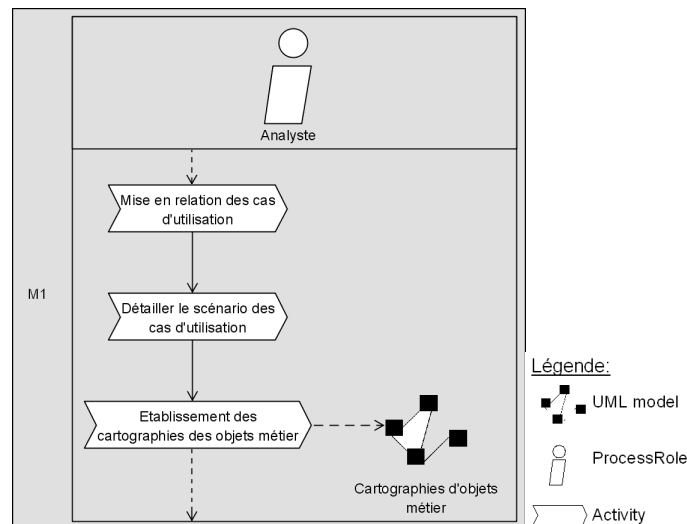 Analyste
Mise en relation des cas
d'utilisation
M1
Détailler le scénario des
cas d'utilisation
Etablissement des
cartographies des objets métier
Cartographies d'objets
métier
Légende:
UML model
ProcessRole
Activity